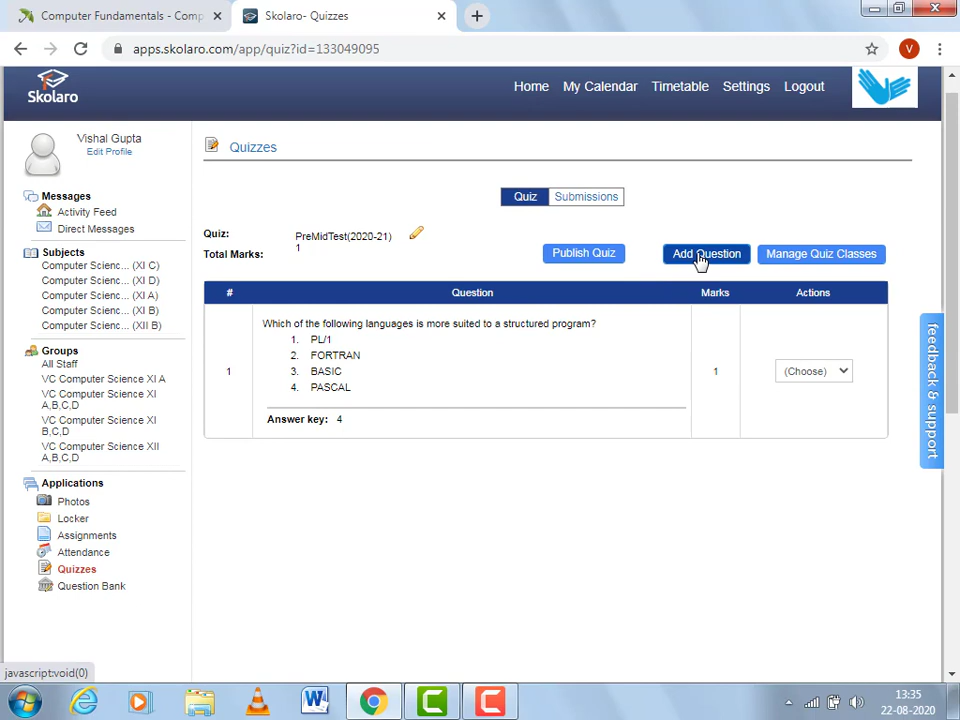 Computer Fundamentals - Comp
Skolaro- Quizzes
apps.skolaro.com/app/quiz?id=133049095
V
Skolaro
Home
My Calendar
Timetable
Settings
Logout
Vishal Gupta
Edit Profile
Messages
Activity Feed
Direct Messages
Subjects
Computer Scienc... (XI C)
Computer Scienc... (XI D)
Computer Scienc... (XI A)
Computer Scienc... (XI B)
Computer Scienc... (XII B)
Groups
All Staff
VC Computer Science XI A
VC Computer Science XI
A,B,C,D
VC Computer Science XI
B,C,D
VC Computer Science XII
A,B,C,D
Applications
Photos
Locker
Assignments
Attendance
Quizzes
Question Bank
Quizzes
Quiz
Submissions
Quiz:
PreMidTest(2020-21)
Total Marks:
1
Publish Quiz
Add Question
Manage Quiz Classes
#
Question
Marks
Actions
1
Which of the following languages is more suited to a structured program?
1. PL/1
2. FORTRAN
3. BASIC
4. PASCAL
Answer key: 4
1
(Choose)
feedback & support
javascript:void(0)
13:35
22-08-2020